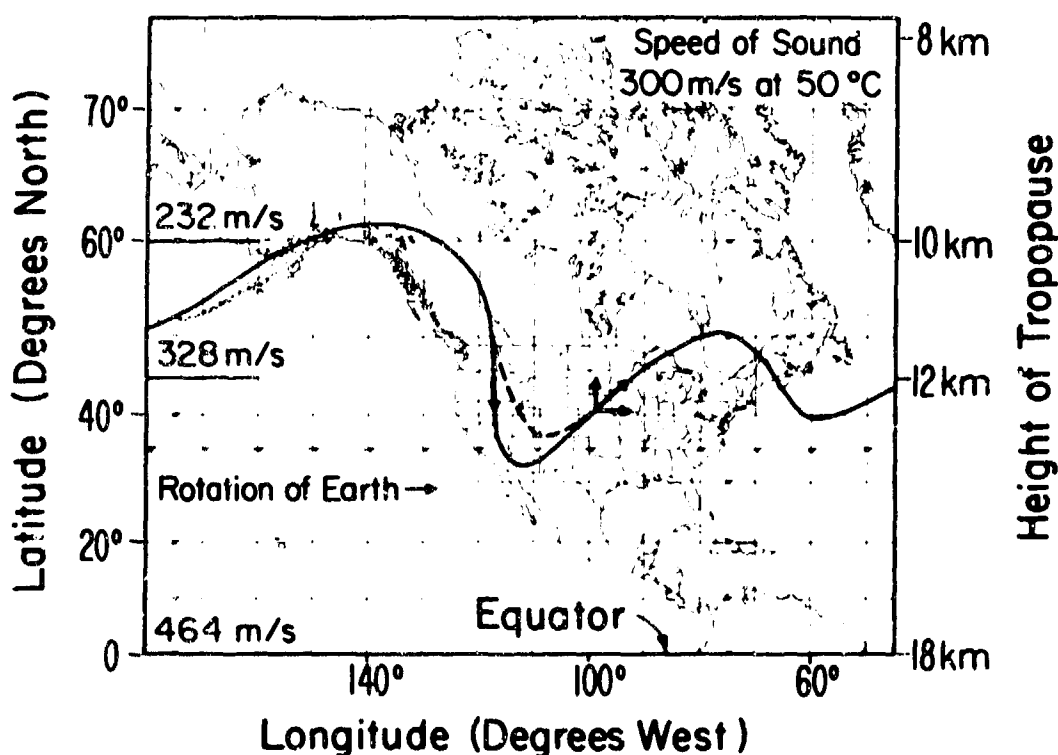 Speed of Sound
300 m/s at 50 °C
8 km
10 km
12 km
18 km
Height of Tropopause
Latitude (Degrees North)
70°
60°
40°
20°
0
232 m/s
328 m/s
Rotation of Earth →
464 m/s
Equator
140°
100°
60°
Longitude (Degrees West)